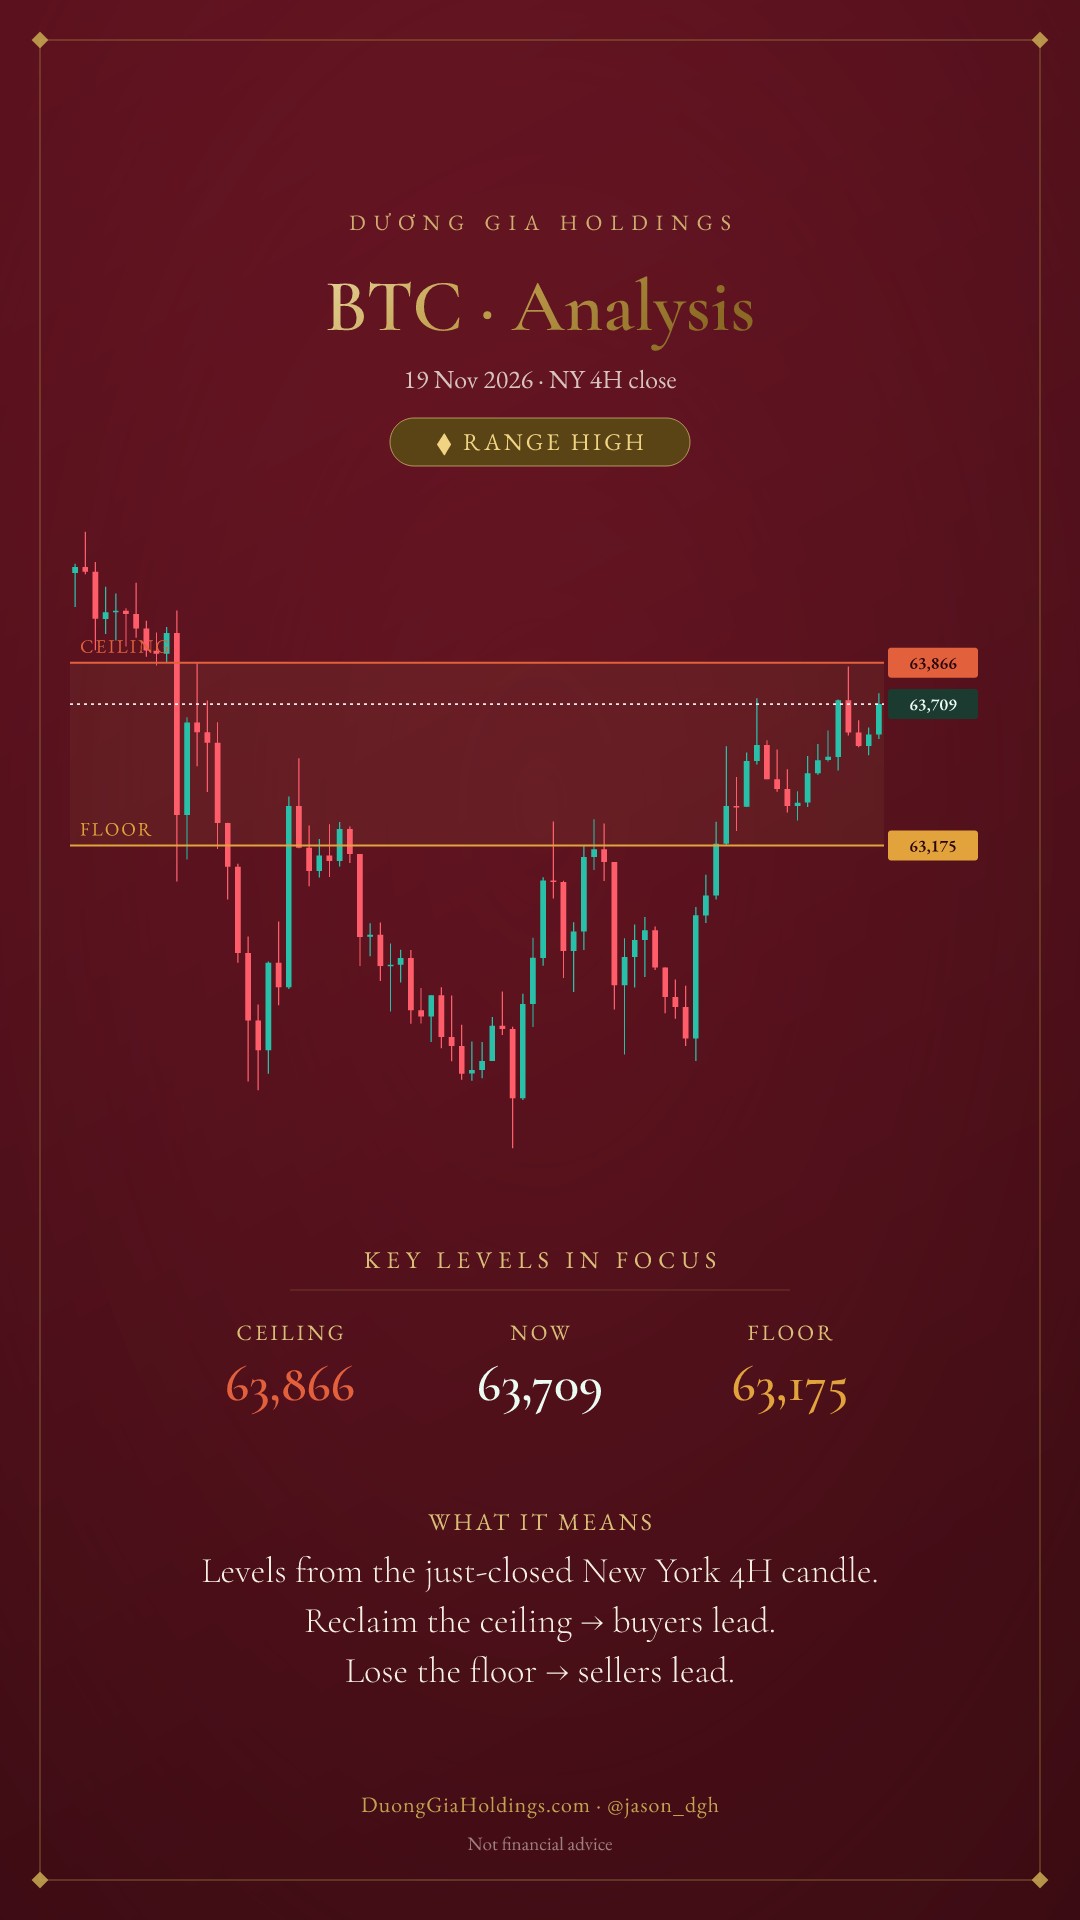 DƯƠNG GIA HOLDINGS
BTC · Analysis
19 Nov 2026 · NY 4H close
♦ RANGE HIGH
CEILING
63,866
63,709
FLOOR
63,175
KEY LEVELS IN FOCUS
CEILING NOW FLOOR
63,866 63,709 63,175
WHAT IT MEANS
Levels from the just-closed New York 4H candle.
Reclaim the ceiling → buyers lead.
Lose the floor → sellers lead.
DuongGiaHoldings.com · @jason_dgh
Not financial advice